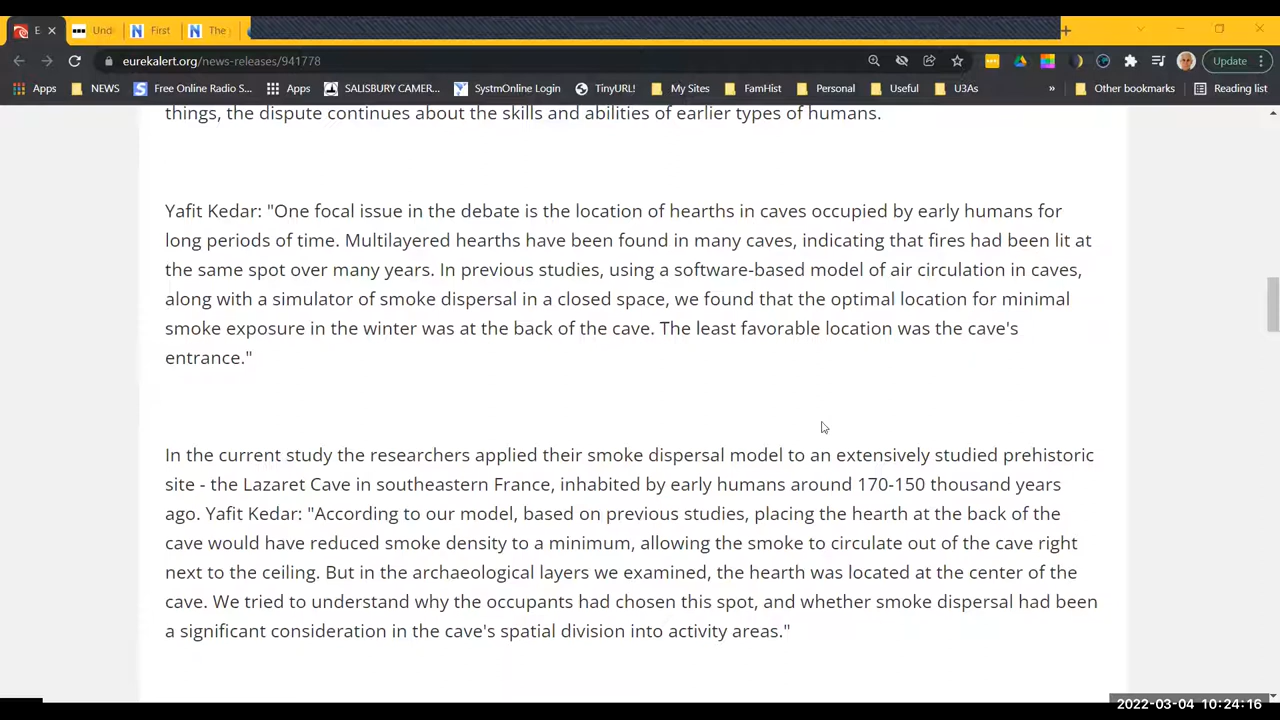 E
Und
First
The
eurekalert.org/news-releases/941778
Update
Apps
NEWS
Free Online Radio S...
Apps
SALISBURY CAMER...
SystmOnline Login
TinyURL!
My Sites
FamHist
Personal
Useful
U3As
»
Other bookmarks
Reading list
things, the dispute continues about the skills and abilities of earlier types of humans.
Yafit Kedar: "One focal issue in the debate is the location of hearths in caves occupied by early humans for
long periods of time. Multilayered hearths have been found in many caves, indicating that fires had been lit at
the same spot over many years. In previous studies, using a software-based model of air circulation in caves,
along with a simulator of smoke dispersal in a closed space, we found that the optimal location for minimal
smoke exposure in the winter was at the back of the cave. The least favorable location was the cave's
entrance."
In the current study the researchers applied their smoke dispersal model to an extensively studied prehistoric
site - the Lazaret Cave in southeastern France, inhabited by early humans around 170-150 thousand years
ago. Yafit Kedar: "According to our model, based on previous studies, placing the hearth at the back of the
cave would have reduced smoke density to a minimum, allowing the smoke to circulate out of the cave right
next to the ceiling. But in the archaeological layers we examined, the hearth was located at the center of the
cave. We tried to understand why the occupants had chosen this spot, and whether smoke dispersal had been
a significant consideration in the cave's spatial division into activity areas."
2022-03-04 10:24:16